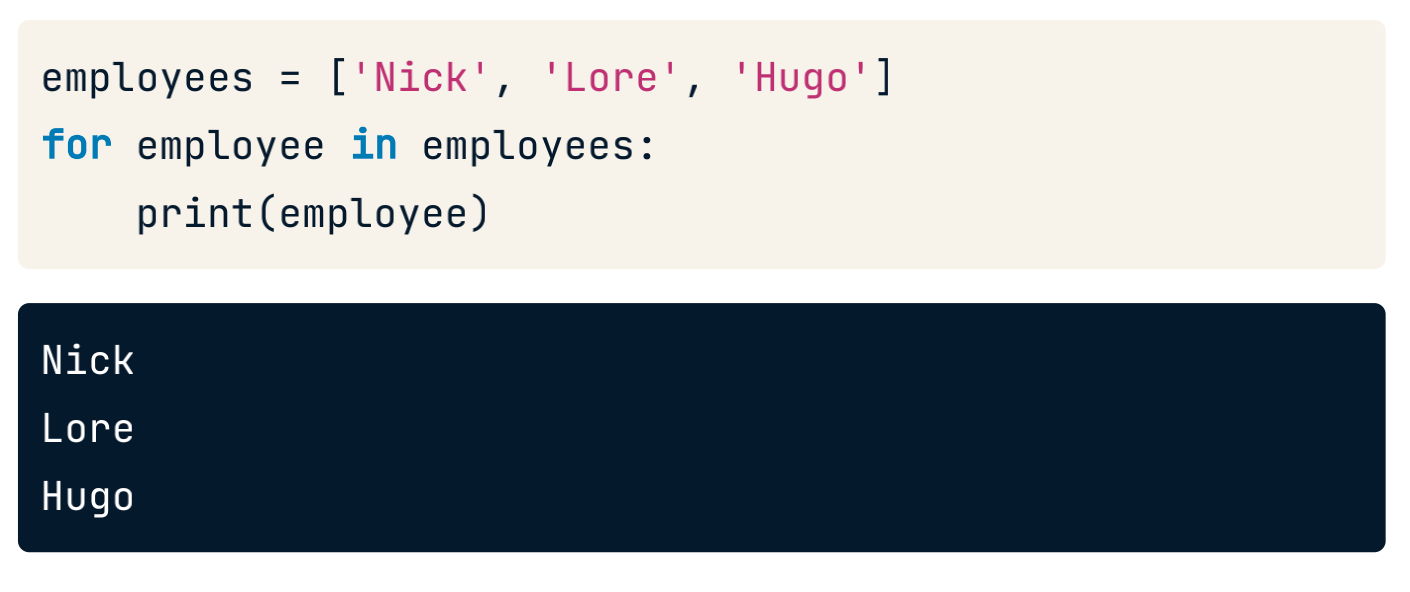 employees = ['Nick', 'Lore', 'Hugo']
for employee in employees:
    print(employee)
Nick
Lore
Hugo